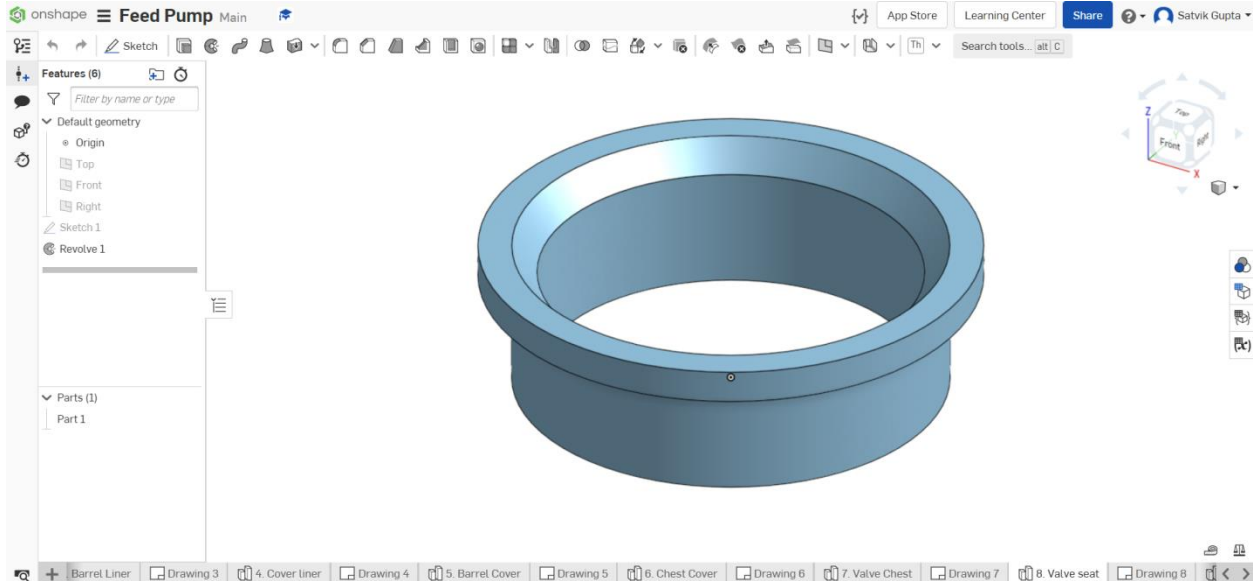 onshape Feed Pump Main App Store Learning Center Share Satvik Gupta
Sketch Th Search tools... alt C
Features (6)
Filter by name or type
Default geometry
Origin
Top
Front
Right
Sketch 1
Revolve 1
Parts (1)
Part 1
Top
Z
Front
Right
X
(x)
Barrel Liner Drawing 3 4. Cover liner Drawing 4 5. Barrel Cover Drawing 5 6. Chest Cover Drawing 6 7. Valve Chest Drawing 7 8. Valve seat Drawing 8